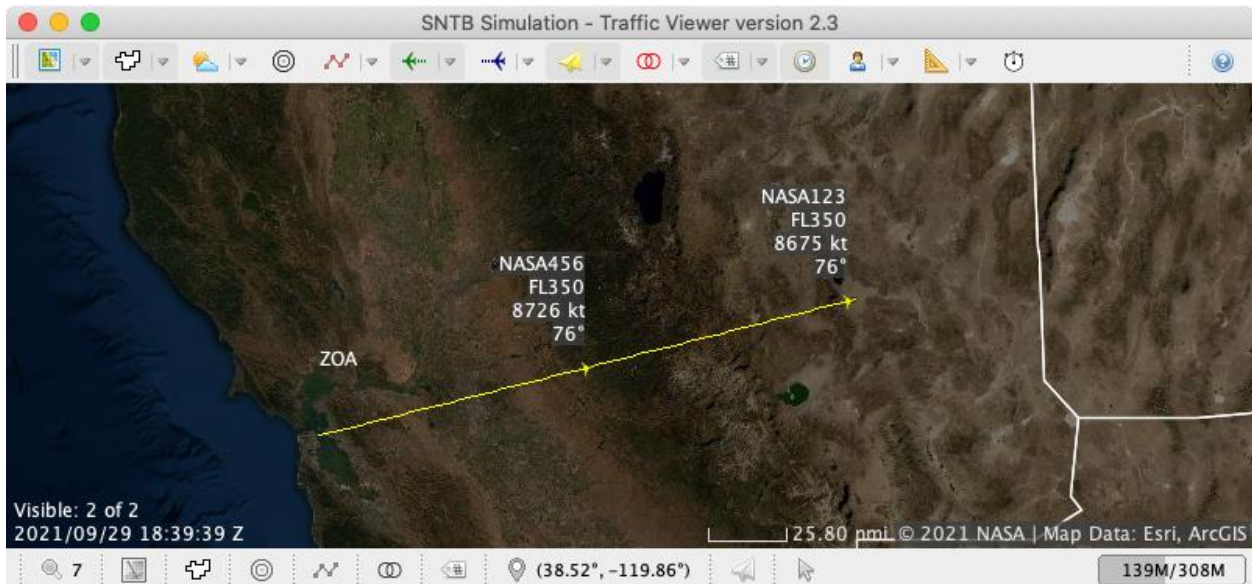 SNTB Simulation - Traffic Viewer version 2.3
#
NASA123
FL350
8675 kt
76°
NASA456
FL350
8726 kt
76°
ZOA
Visible: 2 of 2
2021/09/29 18:39:39 Z
25.80 nmi © 2021 NASA | Map Data: Esri, ArcGIS
7
#
(38.52°, −119.86°)
139M/308M